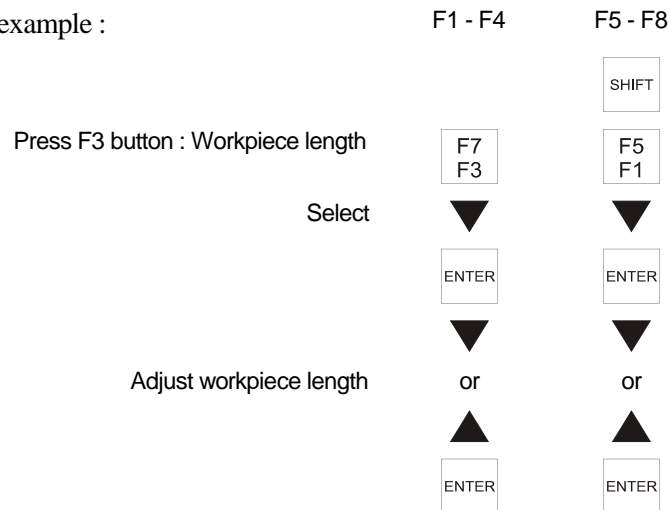 example :
F1 - F4 F5 - F8
SHIFT
Press F3 button : Workpiece length
F7 F5
F3 F1
Select
ENTER ENTER
Adjust workpiece length or or
ENTER ENTER